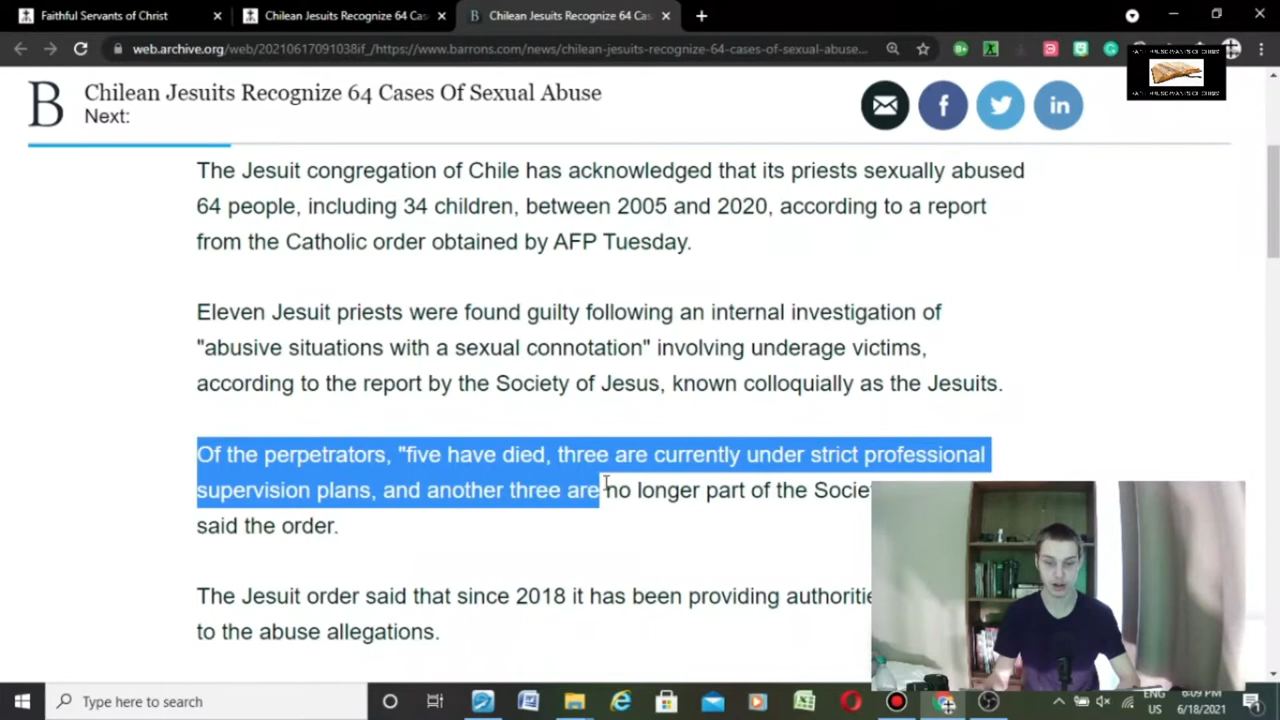 Faithful Servants of Christ
Chilean Jesuits Recognize 64 Cas
Chilean Jesuits Recognize 64 Cas
web.archive.org/web/20210617091038if_/https://www.barrons.com/news/chilean-jesuits-recognize-64-cases-of-sexual-abuse...
B
Chilean Jesuits Recognize 64 Cases Of Sexual Abuse
Next:
The Jesuit congregation of Chile has acknowledged that its priests sexually abused
64 people, including 34 children, between 2005 and 2020, according to a report
from the Catholic order obtained by AFP Tuesday.
Eleven Jesuit priests were found guilty following an internal investigation of
"abusive situations with a sexual connotation" involving underage victims,
according to the report by the Society of Jesus, known colloquially as the Jesuits.
Of the perpetrators, "five have died, three are currently under strict professional
supervision plans, and another three are no longer part of the Socie
said the order.
The Jesuit order said that since 2018 it has been providing authoritie
to the abuse allegations.
Type here to search
ENG
US
6:09 PM
6/18/2021